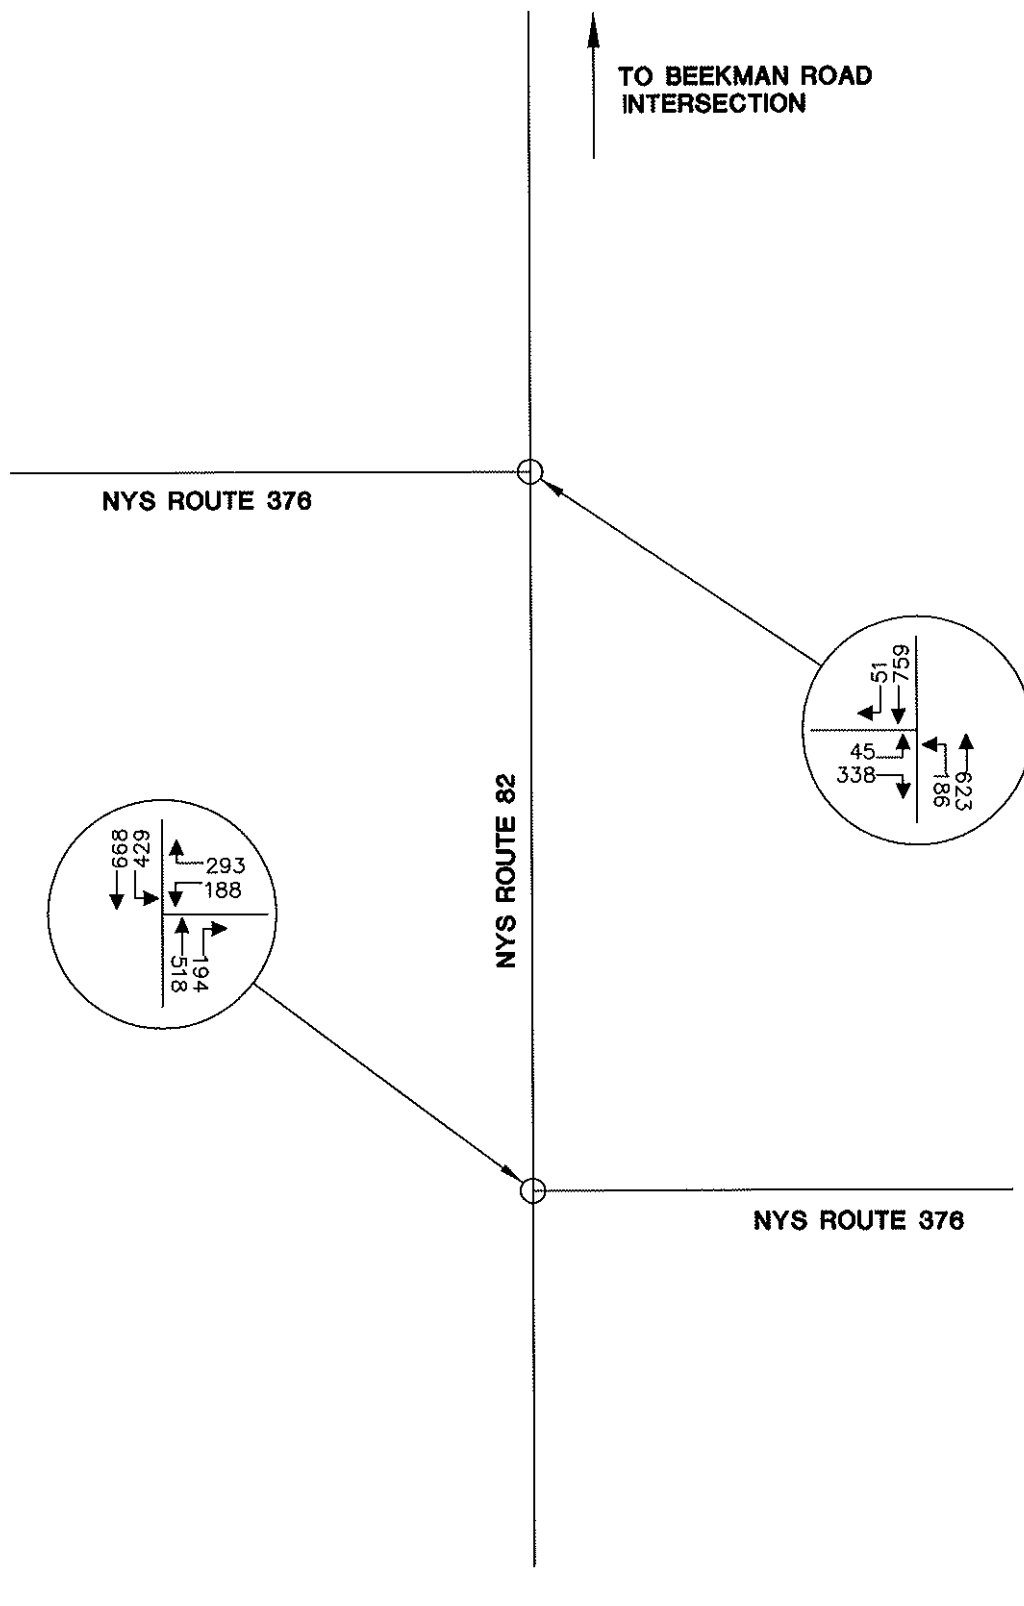 TO BEEKMAN ROAD
INTERSECTION
NYS ROUTE 376
51
759
45
338
186
623
NYS ROUTE 82
668
429
293
188
518
194
NYS ROUTE 376